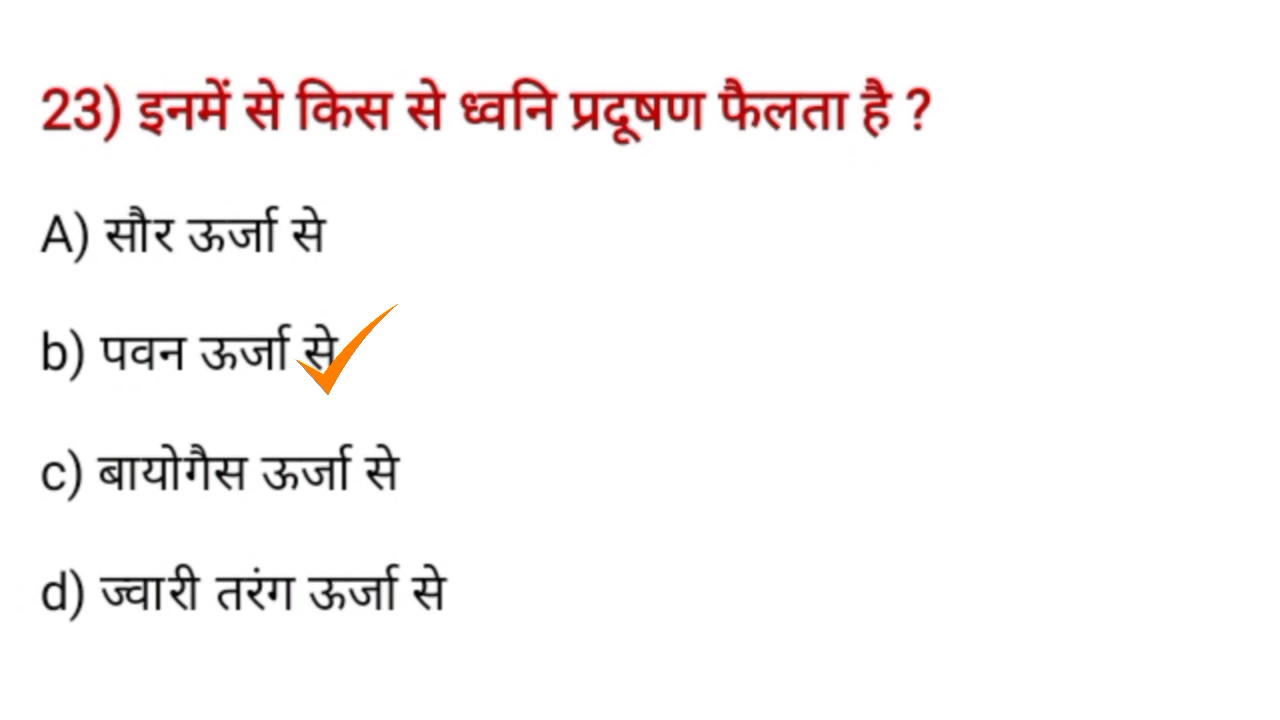 23) इनमें से किस से ध्वनि प्रदूषण फैलता है ?
A) सौर ऊर्जा से
b) पवन ऊर्जा से
c) बायोगैस ऊर्जा से
d) ज्वारी तरंग ऊर्जा से